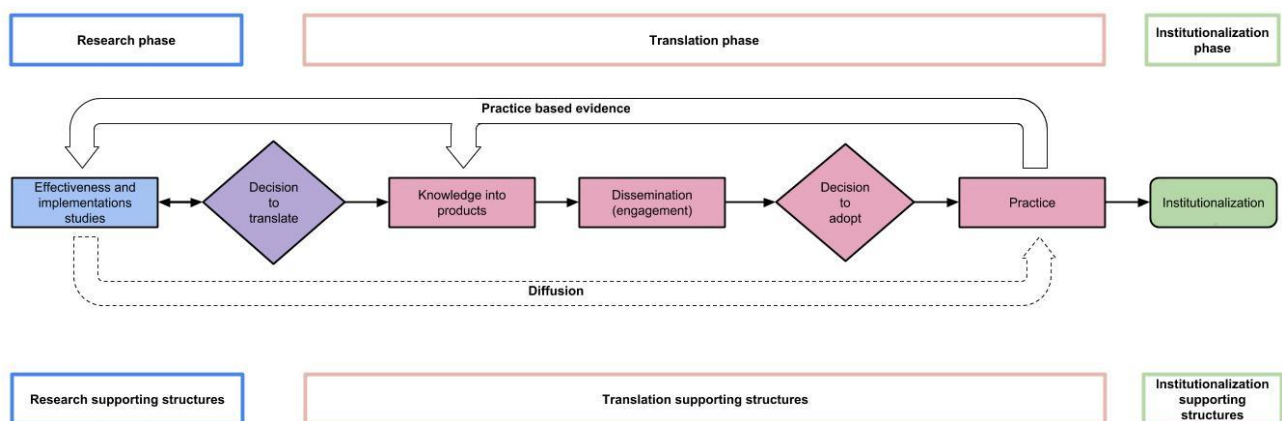 Research phase
Translation phase
Institutionalization
phase
Practice based evidence
Effectiveness and
implementations
studies
Decision
to
translate
Knowledge into
products
Dissemination
(engagement)
Decision
to
adopt
Practice
Institutionalization
Diffusion
Research supporting structures
Translation supporting structures
Institutionalization
supporting
structures